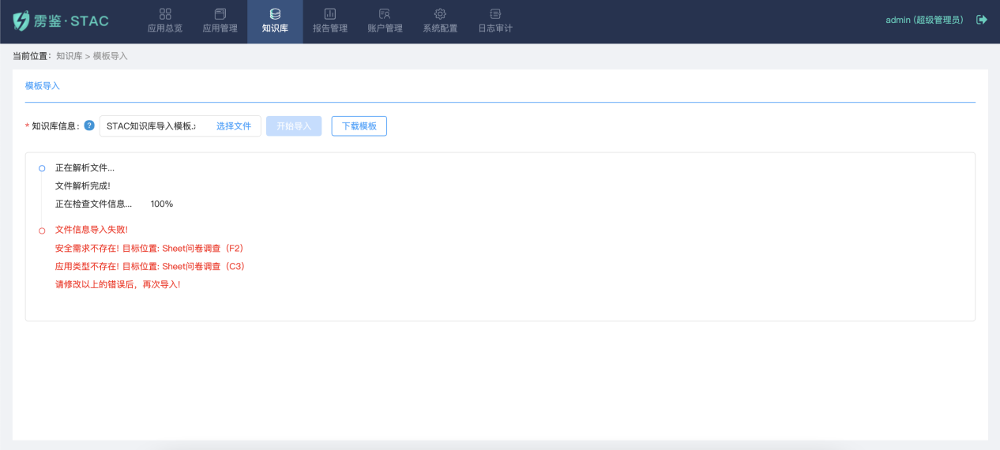 雳鉴·STAC
应用总览 应用管理 知识库 报告管理 账户管理 系统配置 日志审计
admin (超级管理员)
当前位置： 知识库 > 模板导入
模板导入
* 知识库信息: ? STAC知识库导入模板. 选择文件 开始导入 下载模板
正在解析文件...
文件解析完成!
正在检查文件信息... 100%
文件信息导入失败!
安全需求不存在! 目标位置: Sheet问卷调查（F2）
应用类型不存在! 目标位置: Sheet问卷调查（C3）
请修改以上的错误后，再次导入!